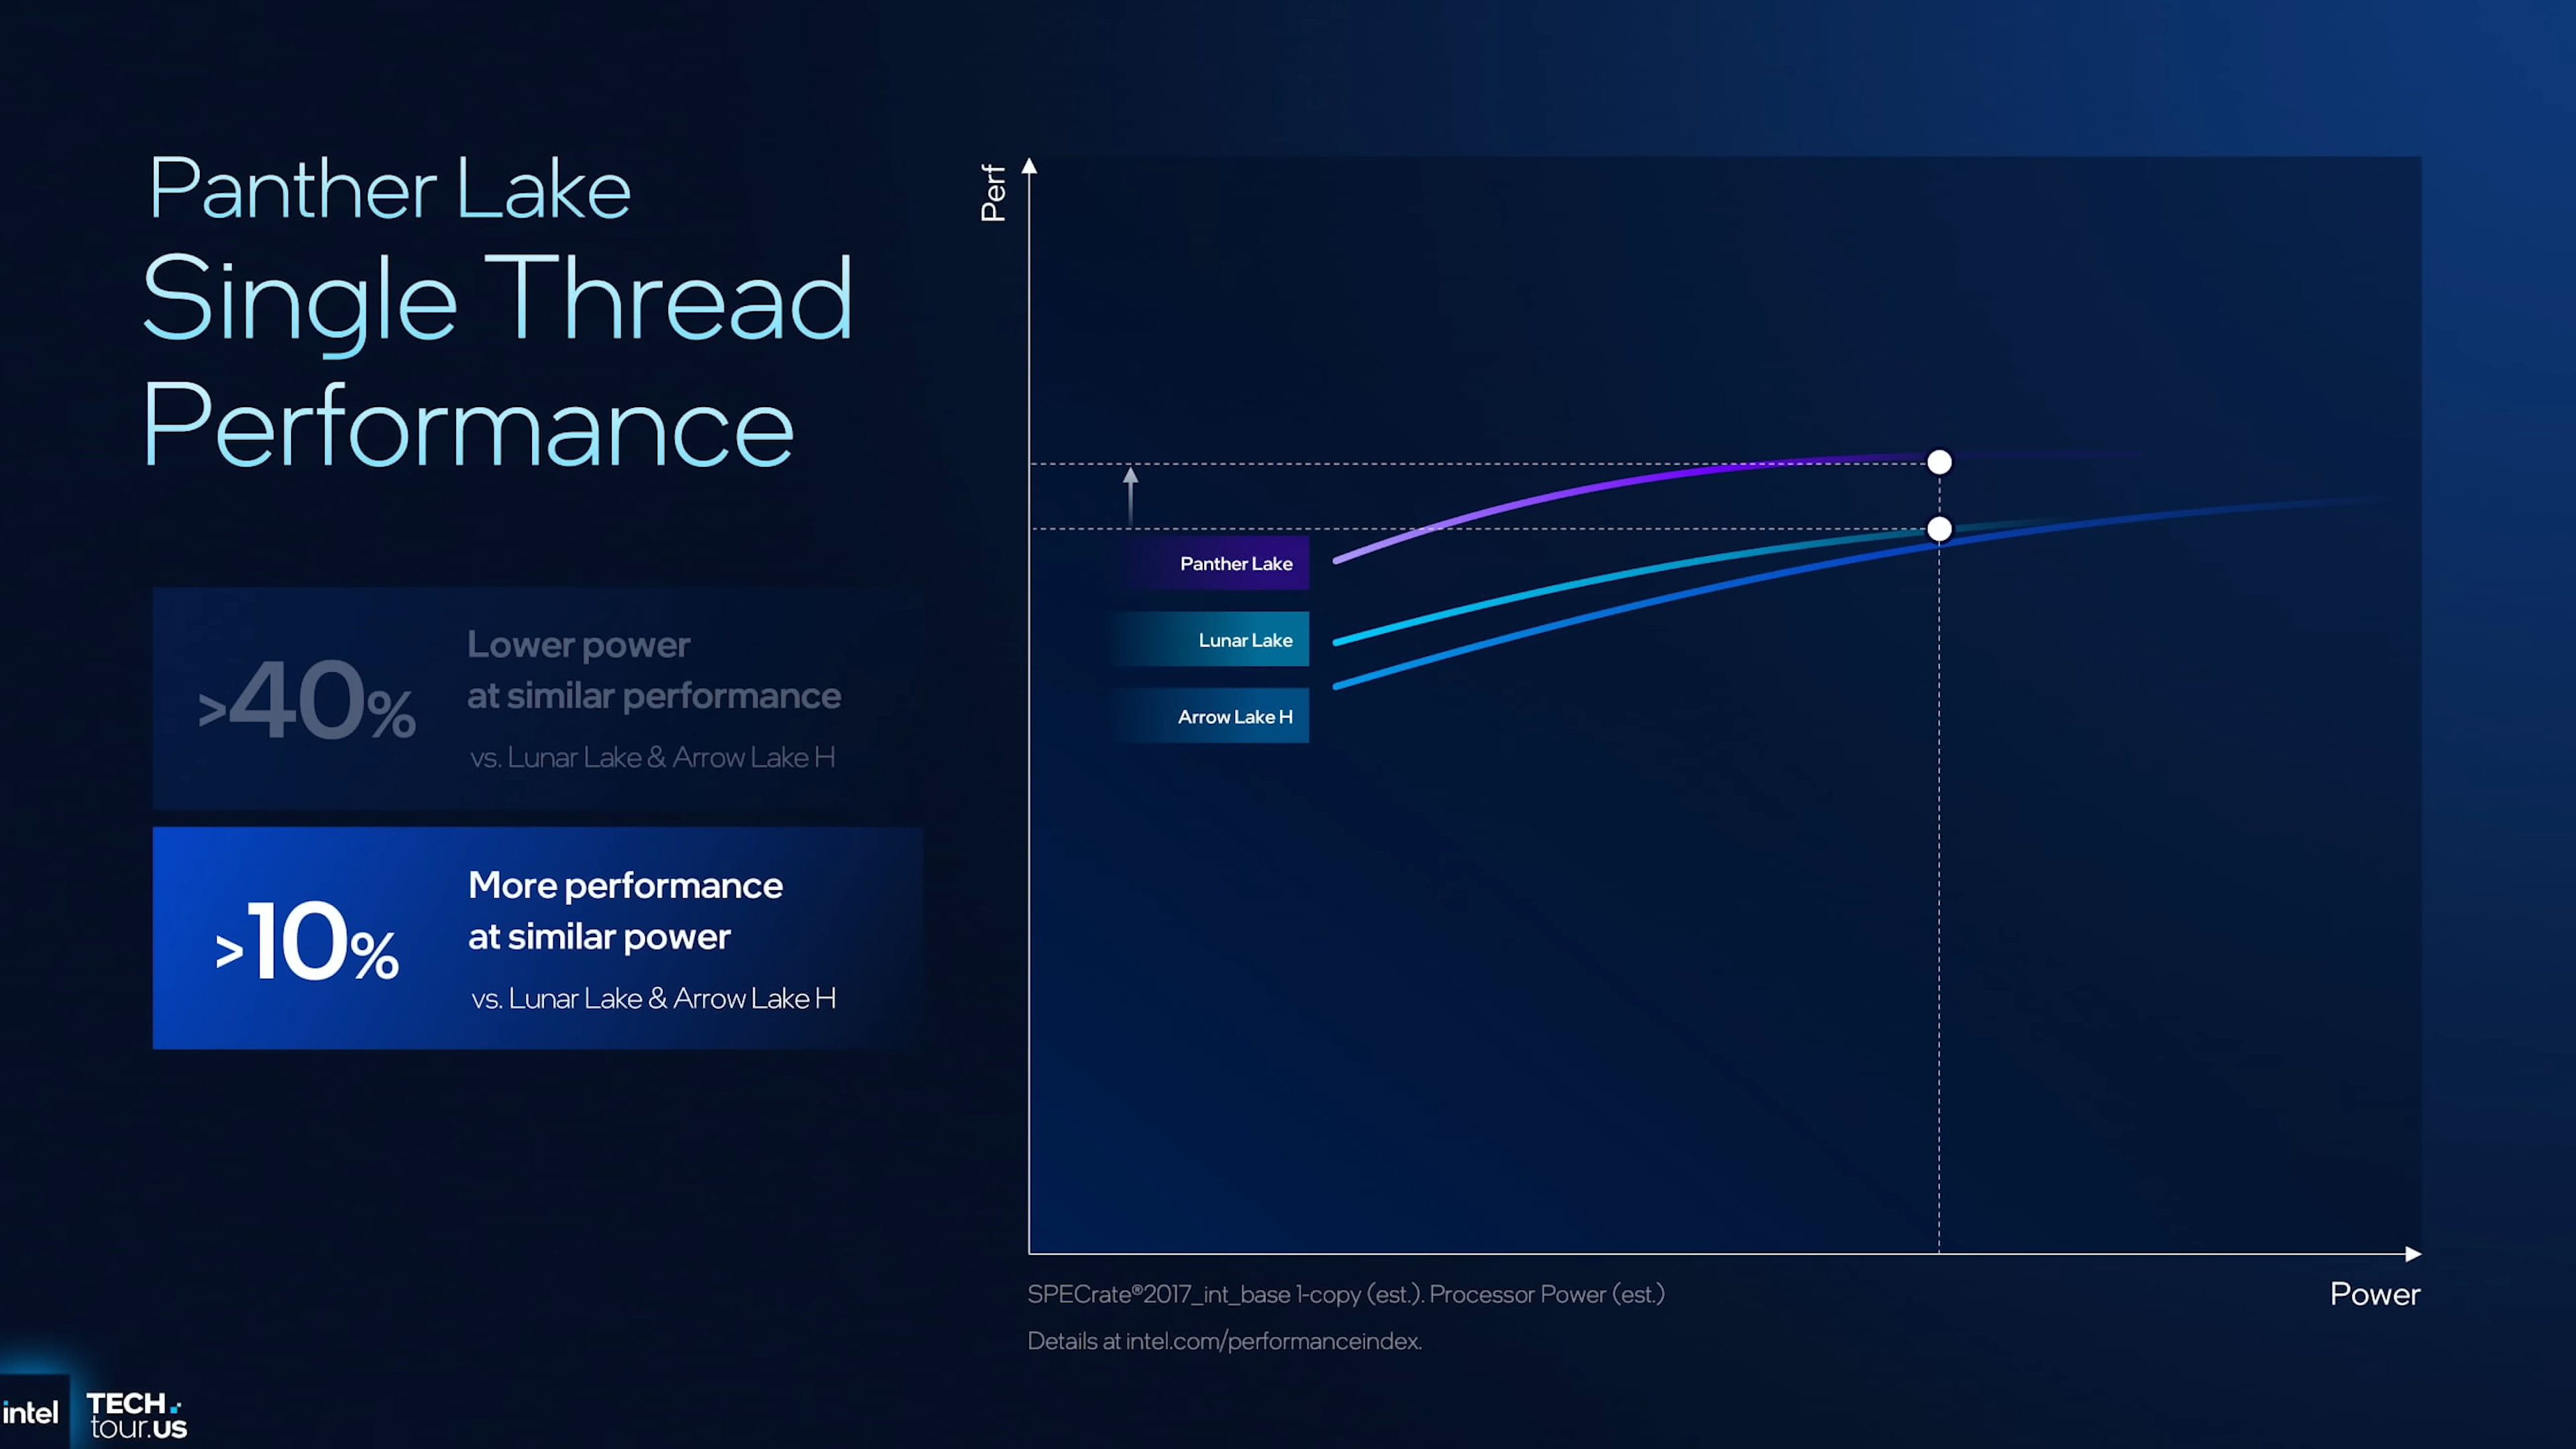 Panther Lake
Single Thread
Performance
>40%
Lower power
at similar performance
vs. Lunar Lake & Arrow Lake H
>10%
More performance
at similar power
vs. Lunar Lake & Arrow Lake H
Perf
Panther Lake
Lunar Lake
Arrow Lake H
Power
SPECrate®2017_int_base 1-copy (est.). Processor Power (est.)
Details at intel.com/performanceindex.
intel
TECH
tour.US